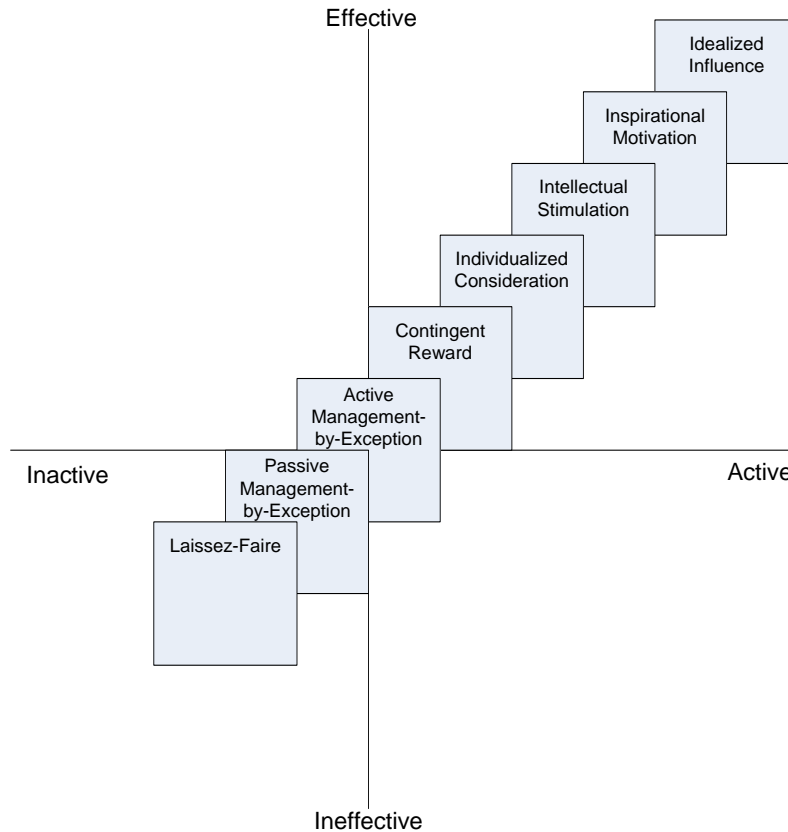 Effective
Idealized
Influence
Inspirational
Motivation
Intellectual
Stimulation
Individualized
Consideration
Contingent
Reward
Active
Management-
by-Exception
Inactive
Active
Passive
Management-
by-Exception
Laissez-Faire
Ineffective